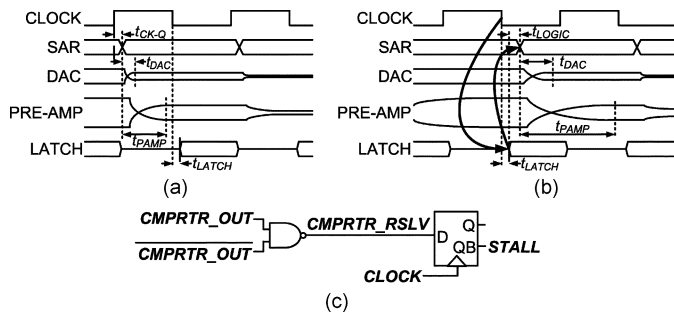 CLOCK
SAR
DAC
PRE-AMP
LATCH
tCK-Q
tDAC
tPAMP
tLATCH
(a)
CLOCK
SAR
DAC
PRE-AMP
LATCH
tLOGIC
tDAC
tPAMP
tLATCH
(b)
CMPRTR_OUT
CMPRTR_OUT
CMPRTR_RSLV
D
Q
QB
STALL
CLOCK
(c)